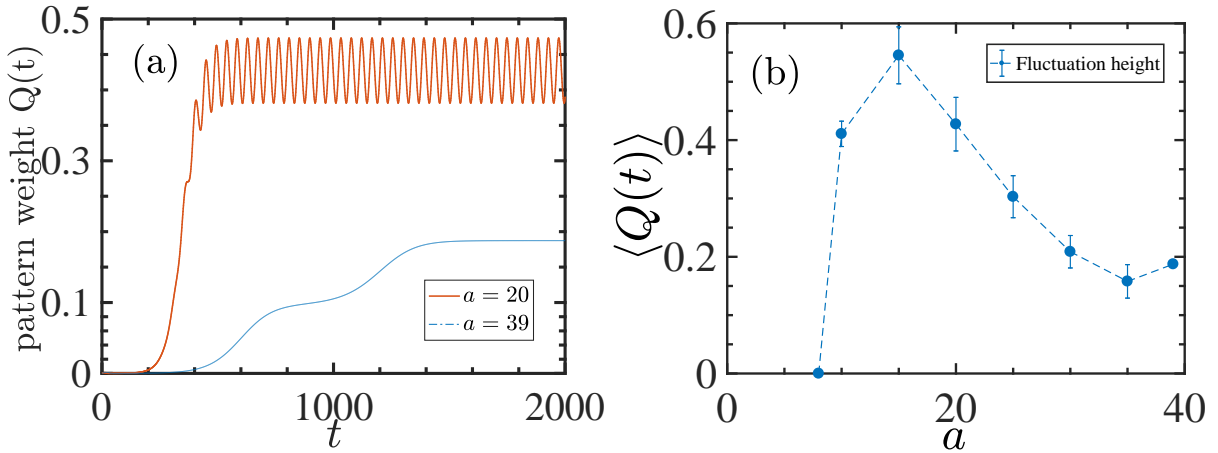 pattern weight Q(t)
0.5
0.3
0.1
0
(a)
a = 20
a = 39
0
1000
2000
t
⟨Q(t)⟩
0.6
0.4
0.2
0
(b)
Fluctuation height
0
20
40
a